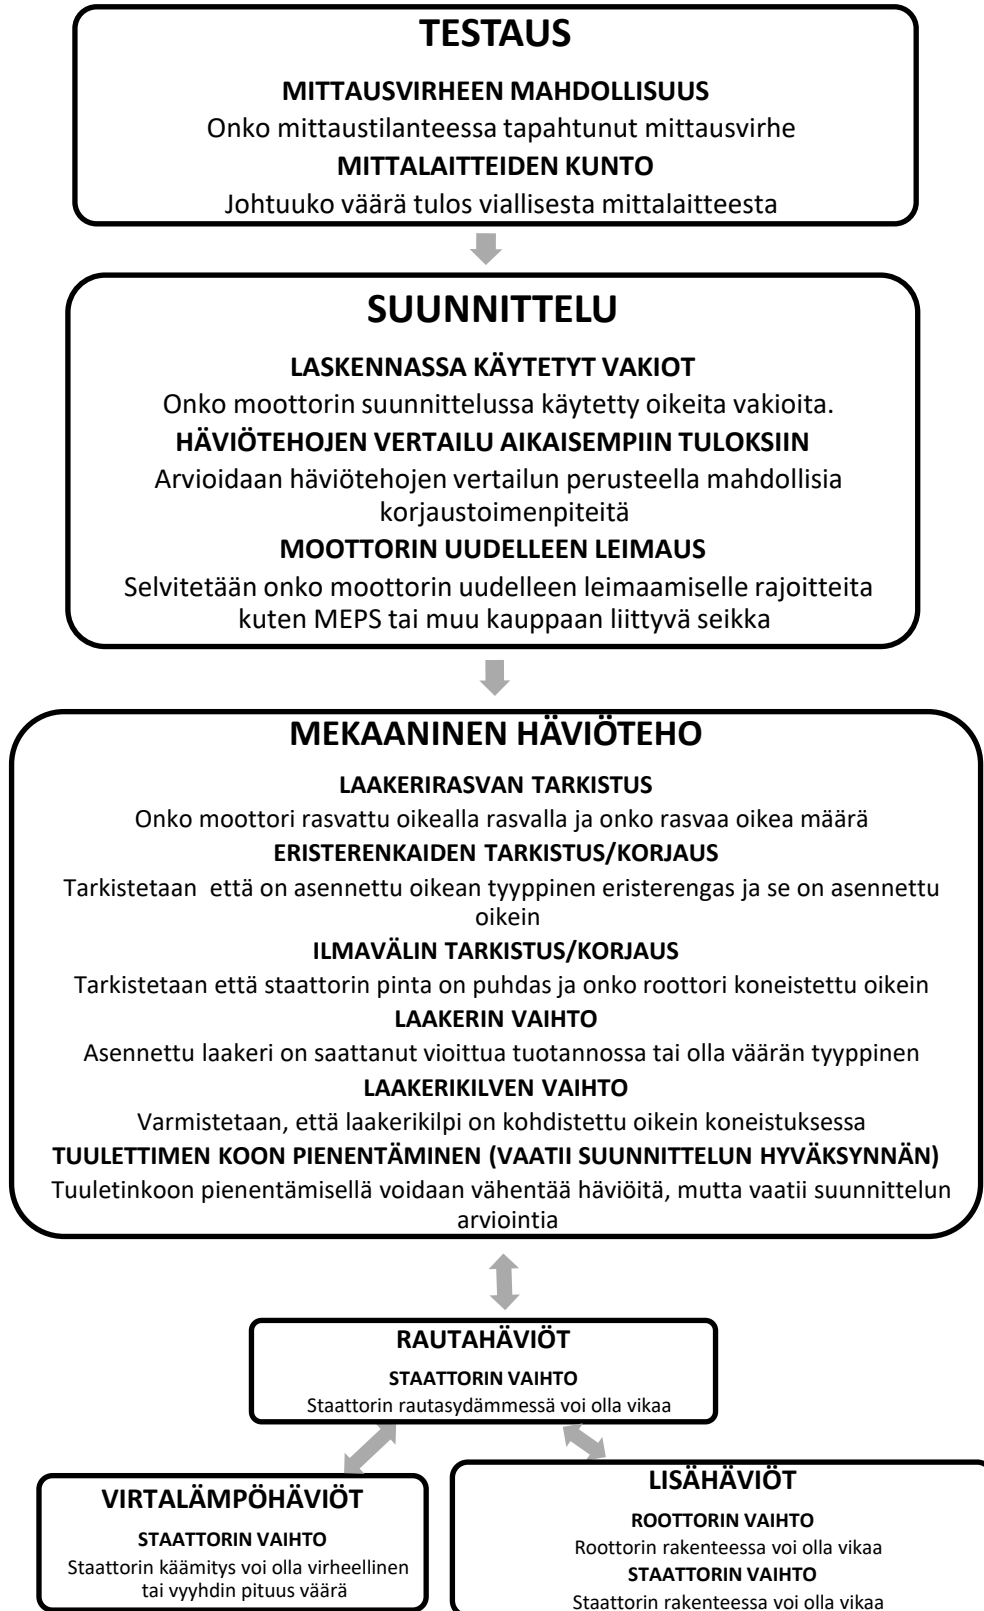 TESTAUS
MITTAUSVIRHEEN MAHDOLLISUUS
Onko mittaustilanteessa tapahtunut mittausvirhe
MITTALAITTEIDEN KUNTO
Johtuuko väärä tulos viallisesta mittalaitteesta
SUUNNITTELU
LASKENNASSA KÄYTETYT VAKIOT
Onko moottorin suunnittelussa käytetty oikeita vakioita.
HÄVIÖTEHOJEN VERTAILU AIKAISEMPIIN TULOKSIIN
Arvioidaan häviötehojen vertailun perusteella mahdollisia
korjaustoimenpiteitä
MOOTTORIN UUDELLEEN LEIMAUS
Selvitetään onko moottorin uudelleen leimaamiselle rajoitteita
kuten MEPS tai muu kauppaan liittyvä seikka
MEKAANINEN HÄVIÖTEHO
LAAKERIRASVAN TARKISTUS
Onko moottori rasvattu oikealla rasvalla ja onko rasvaa oikea määrä
ERISTERENKAIDEN TARKISTUS/KORJAUS
Tarkistetaan että on asennettu oikean tyyppinen eristerengas ja se on asennettu
oikein
ILMAVÄLIN TARKISTUS/KORJAUS
Tarkistetaan että staattorin pinta on puhdas ja onko roottori koneistettu oikein
LAAKERIN VAIHTO
Asennettu laakeri on saattanut vioittua tuotannossa tai olla väärän tyyppinen
LAAKERIKILVEN VAIHTO
Varmistetaan, että laakerikilpi on kohdistettu oikein koneistuksessa
TUULETTIMEN KOON PIENENTÄMINEN (VAATII SUUNNITTELUN HYVÄKSYNNÄN)
Tuuletinkoon pienentämisellä voidaan vähentää häviöitä, mutta vaatii suunnittelun
arviointia
RAUTAHÄVIÖT
STAATTORIN VAIHTO
Staattorin rautasydämmessä voi olla vikaa
VIRTALÄMPÖHÄVIÖT
STAATTORIN VAIHTO
Staattorin käämitys voi olla virheellinen
tai vyyhdin pituus väärä
LISÄHÄVIÖT
ROOTTORIN VAIHTO
Roottorin rakenteessa voi olla vikaa
STAATTORIN VAIHTO
Staattorin rakenteessa voi olla vikaa